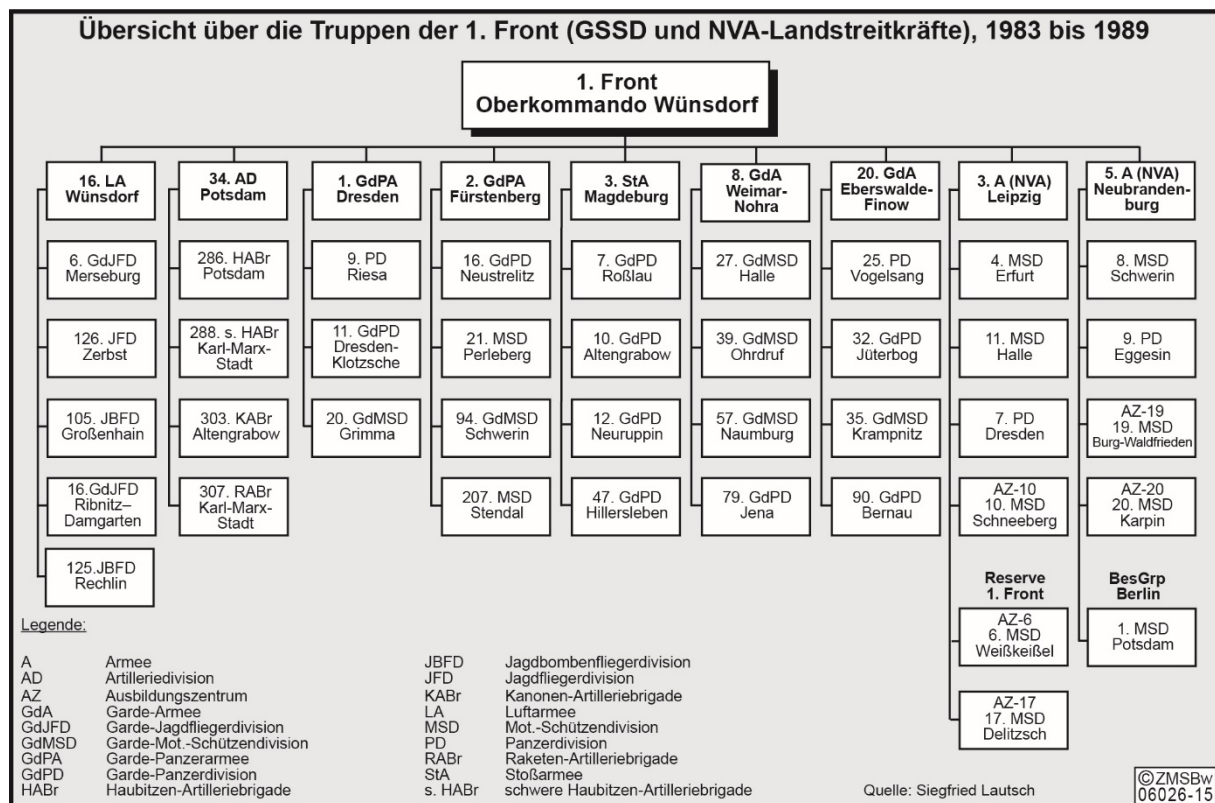 Übersicht über die Truppen der 1. Front (GSSD und NVA-Landstreitkräfte), 1983 bis 1989
1. Front
Oberkommando Wünsdorf
16. LA
Wünsdorf
6. GdJFD
Merseburg
126. JFD
Zerbst
105. JBFD
Großenhain
16.GdJFD
Ribnitz–
Damgarten
125.JBFD
Rechlin
34. AD
Potsdam
286. HABr
Potsdam
288. s. HABr
Karl-Marx-
Stadt
303. KABr
Altengrabow
307. RABr
Karl-Marx-
Stadt
1. GdPA
Dresden
9. PD
Riesa
11. GdPD
Dresden-
Klotzsche
20. GdMSD
Grimma
2. GdPA
Fürstenberg
16. GdPD
Neustrelitz
21. MSD
Perleberg
94. GdMSD
Schwerin
207. MSD
Stendal
3. StA
Magdeburg
7. GdPD
Roßlau
10. GdPD
Altengrabow
12. GdPD
Neuruppin
47. GdPD
Hillersleben
8. GdA
Weimar-
Nohra
27. GdMSD
Halle
39. GdMSD
Ohrdruf
57. GdMSD
Naumburg
79. GdPD
Jena
20. GdA
Eberswalde-
Finow
25. PD
Vogelsang
32. GdPD
Jüterbog
35. GdMSD
Krampnitz
90. GdPD
Bernau
3. A (NVA)
Leipzig
4. MSD
Erfurt
11. MSD
Halle
7. PD
Dresden
AZ-10
10. MSD
Schneeberg
Reserve
1. Front
AZ-6
6. MSD
Weißkeißel
AZ-17
17. MSD
Delitzsch
5. A (NVA)
Neubranden-
burg
8. MSD
Schwerin
9. PD
Eggesin
AZ-19
19. MSD
Burg-Waldfrieden
AZ-20
20. MSD
Karpin
BesGrp
Berlin
1. MSD
Potsdam
Legende:
A Armee
AD Artilleriedivision
AZ Ausbildungszentrum
GdA Garde-Armee
GdJFD Garde-Jagdfliegerdivision
GdMSD Garde-Mot.-Schützendivision
GdPA Garde-Panzerarmee
GdPD Garde-Panzerdivision
HABr Haubitzen-Artilleriebrigade
JBFD Jagdbombenfliegerdivision
JFD Jagdfliegerdivision
KABr Kanonen-Artilleriebrigade
LA Luftarmee
MSD Mot.-Schützendivision
PD Panzerdivision
RABr Raketen-Artilleriebrigade
StA Stoßarmee
s. HABr schwere Haubitzen-Artilleriebrigade
Quelle: Siegfried Lautsch
©ZMSBw
06026-15